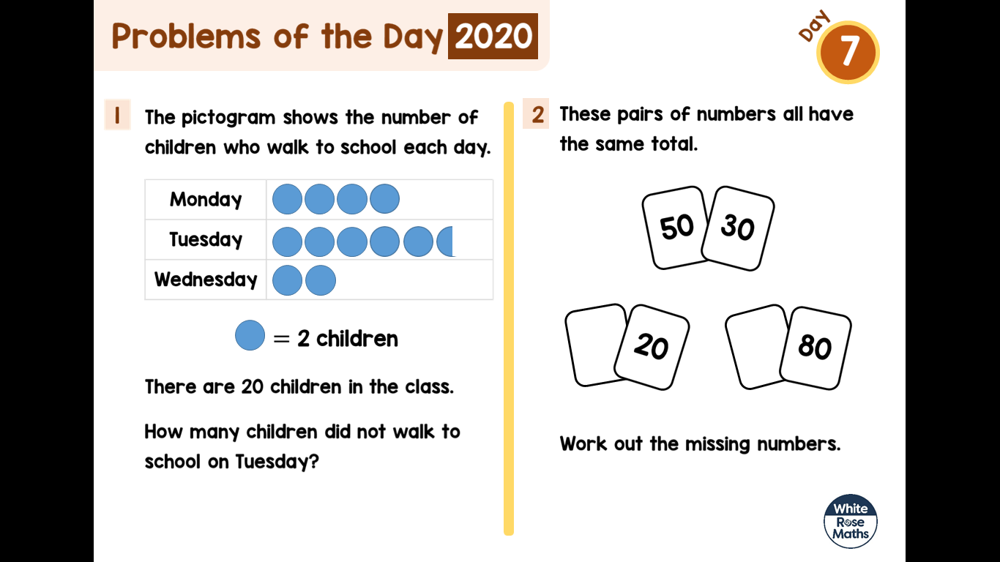 Problems of the Day 2020
Day
7
1
The pictogram shows the number of
children who walk to school each day.
Monday
Tuesday
Wednesday
= 2 children
There are 20 children in the class.
How many children did not walk to
school on Tuesday?
2
These pairs of numbers all have
the same total.
50 30
20
80
Work out the missing numbers.
White
Rose
Maths